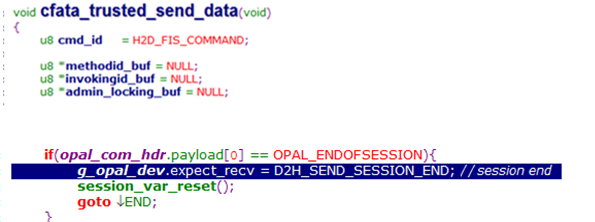 void cfata_trusted_send_data(void)
{
u8 cmd_id = H2D_FIS_COMMAND;
u8 *methodid_buf = NULL;
u8 *invokingid_buf = NULL;
u8 *admin_locking_buf = NULL;
if(opal_com_hdr.payload[0] == OPAL_ENDOFSESSION){
g_opal_dev.expect_recv = D2H_SEND_SESSION_END; //session end
session_var_reset();
goto ↓END;
}